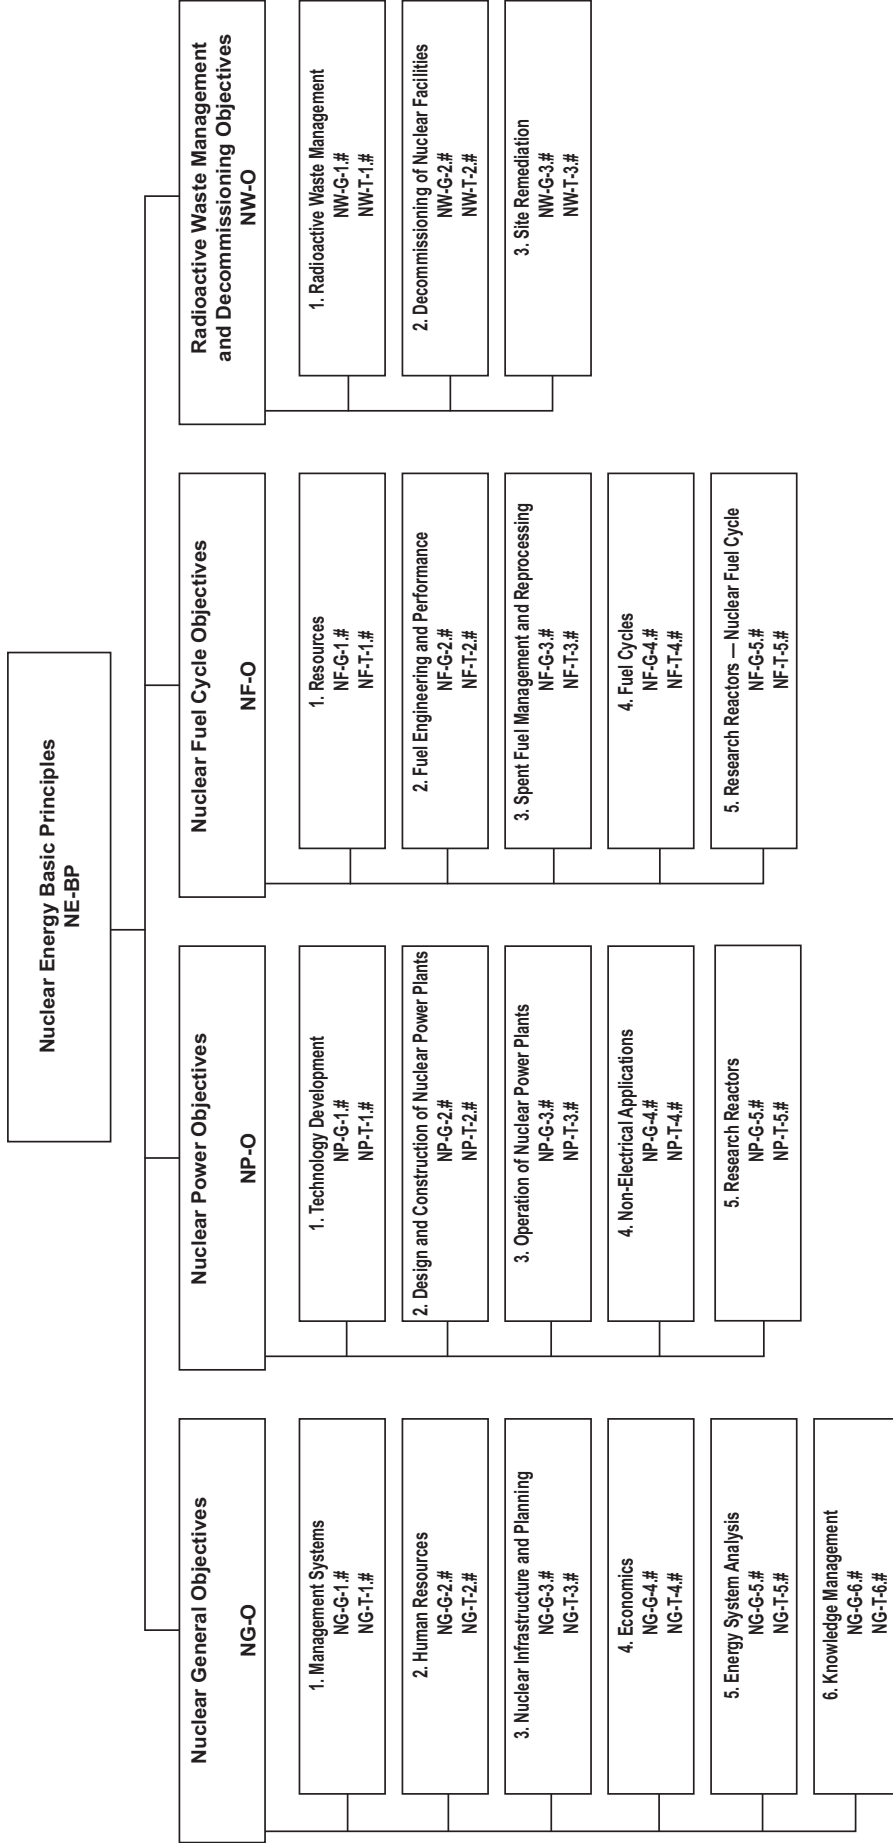 Nuclear Energy Basic Principles
NE-BP
Nuclear General Objectives
NG-O
1. Management Systems
NG-G-1.#
NG-T-1.#
2. Human Resources
NG-G-2.#
NG-T-2.#
3. Nuclear Infrastructure and Planning
NG-G-3.#
NG-T-3.#
4. Economics
NG-G-4.#
NG-T-4.#
5. Energy System Analysis
NG-G-5.#
NG-T-5.#
6. Knowledge Management
NG-G-6.#
NG-T-6.#
Nuclear Power Objectives
NP-O
1. Technology Development
NP-G-1.#
NP-T-1.#
2. Design and Construction of Nuclear Power Plants
NP-G-2.#
NP-T-2.#
3. Operation of Nuclear Power Plants
NP-G-3.#
NP-T-3.#
4. Non-Electrical Applications
NP-G-4.#
NP-T-4.#
5. Research Reactors
NP-G-5.#
NP-T-5.#
Nuclear Fuel Cycle Objectives
NF-O
1. Resources
NF-G-1.#
NF-T-1.#
2. Fuel Engineering and Performance
NF-G-2.#
NF-T-2.#
3. Spent Fuel Management and Reprocessing
NF-G-3.#
NF-T-3.#
4. Fuel Cycles
NF-G-4.#
NF-T-4.#
5. Research Reactors — Nuclear Fuel Cycle
NF-G-5.#
NF-T-5.#
Radioactive Waste Management
and Decommissioning Objectives
NW-O
1. Radioactive Waste Management
NW-G-1.#
NW-T-1.#
2. Decommissioning of Nuclear Facilities
NW-G-2.#
NW-T-2.#
3. Site Remediation
NW-G-3.#
NW-T-3.#